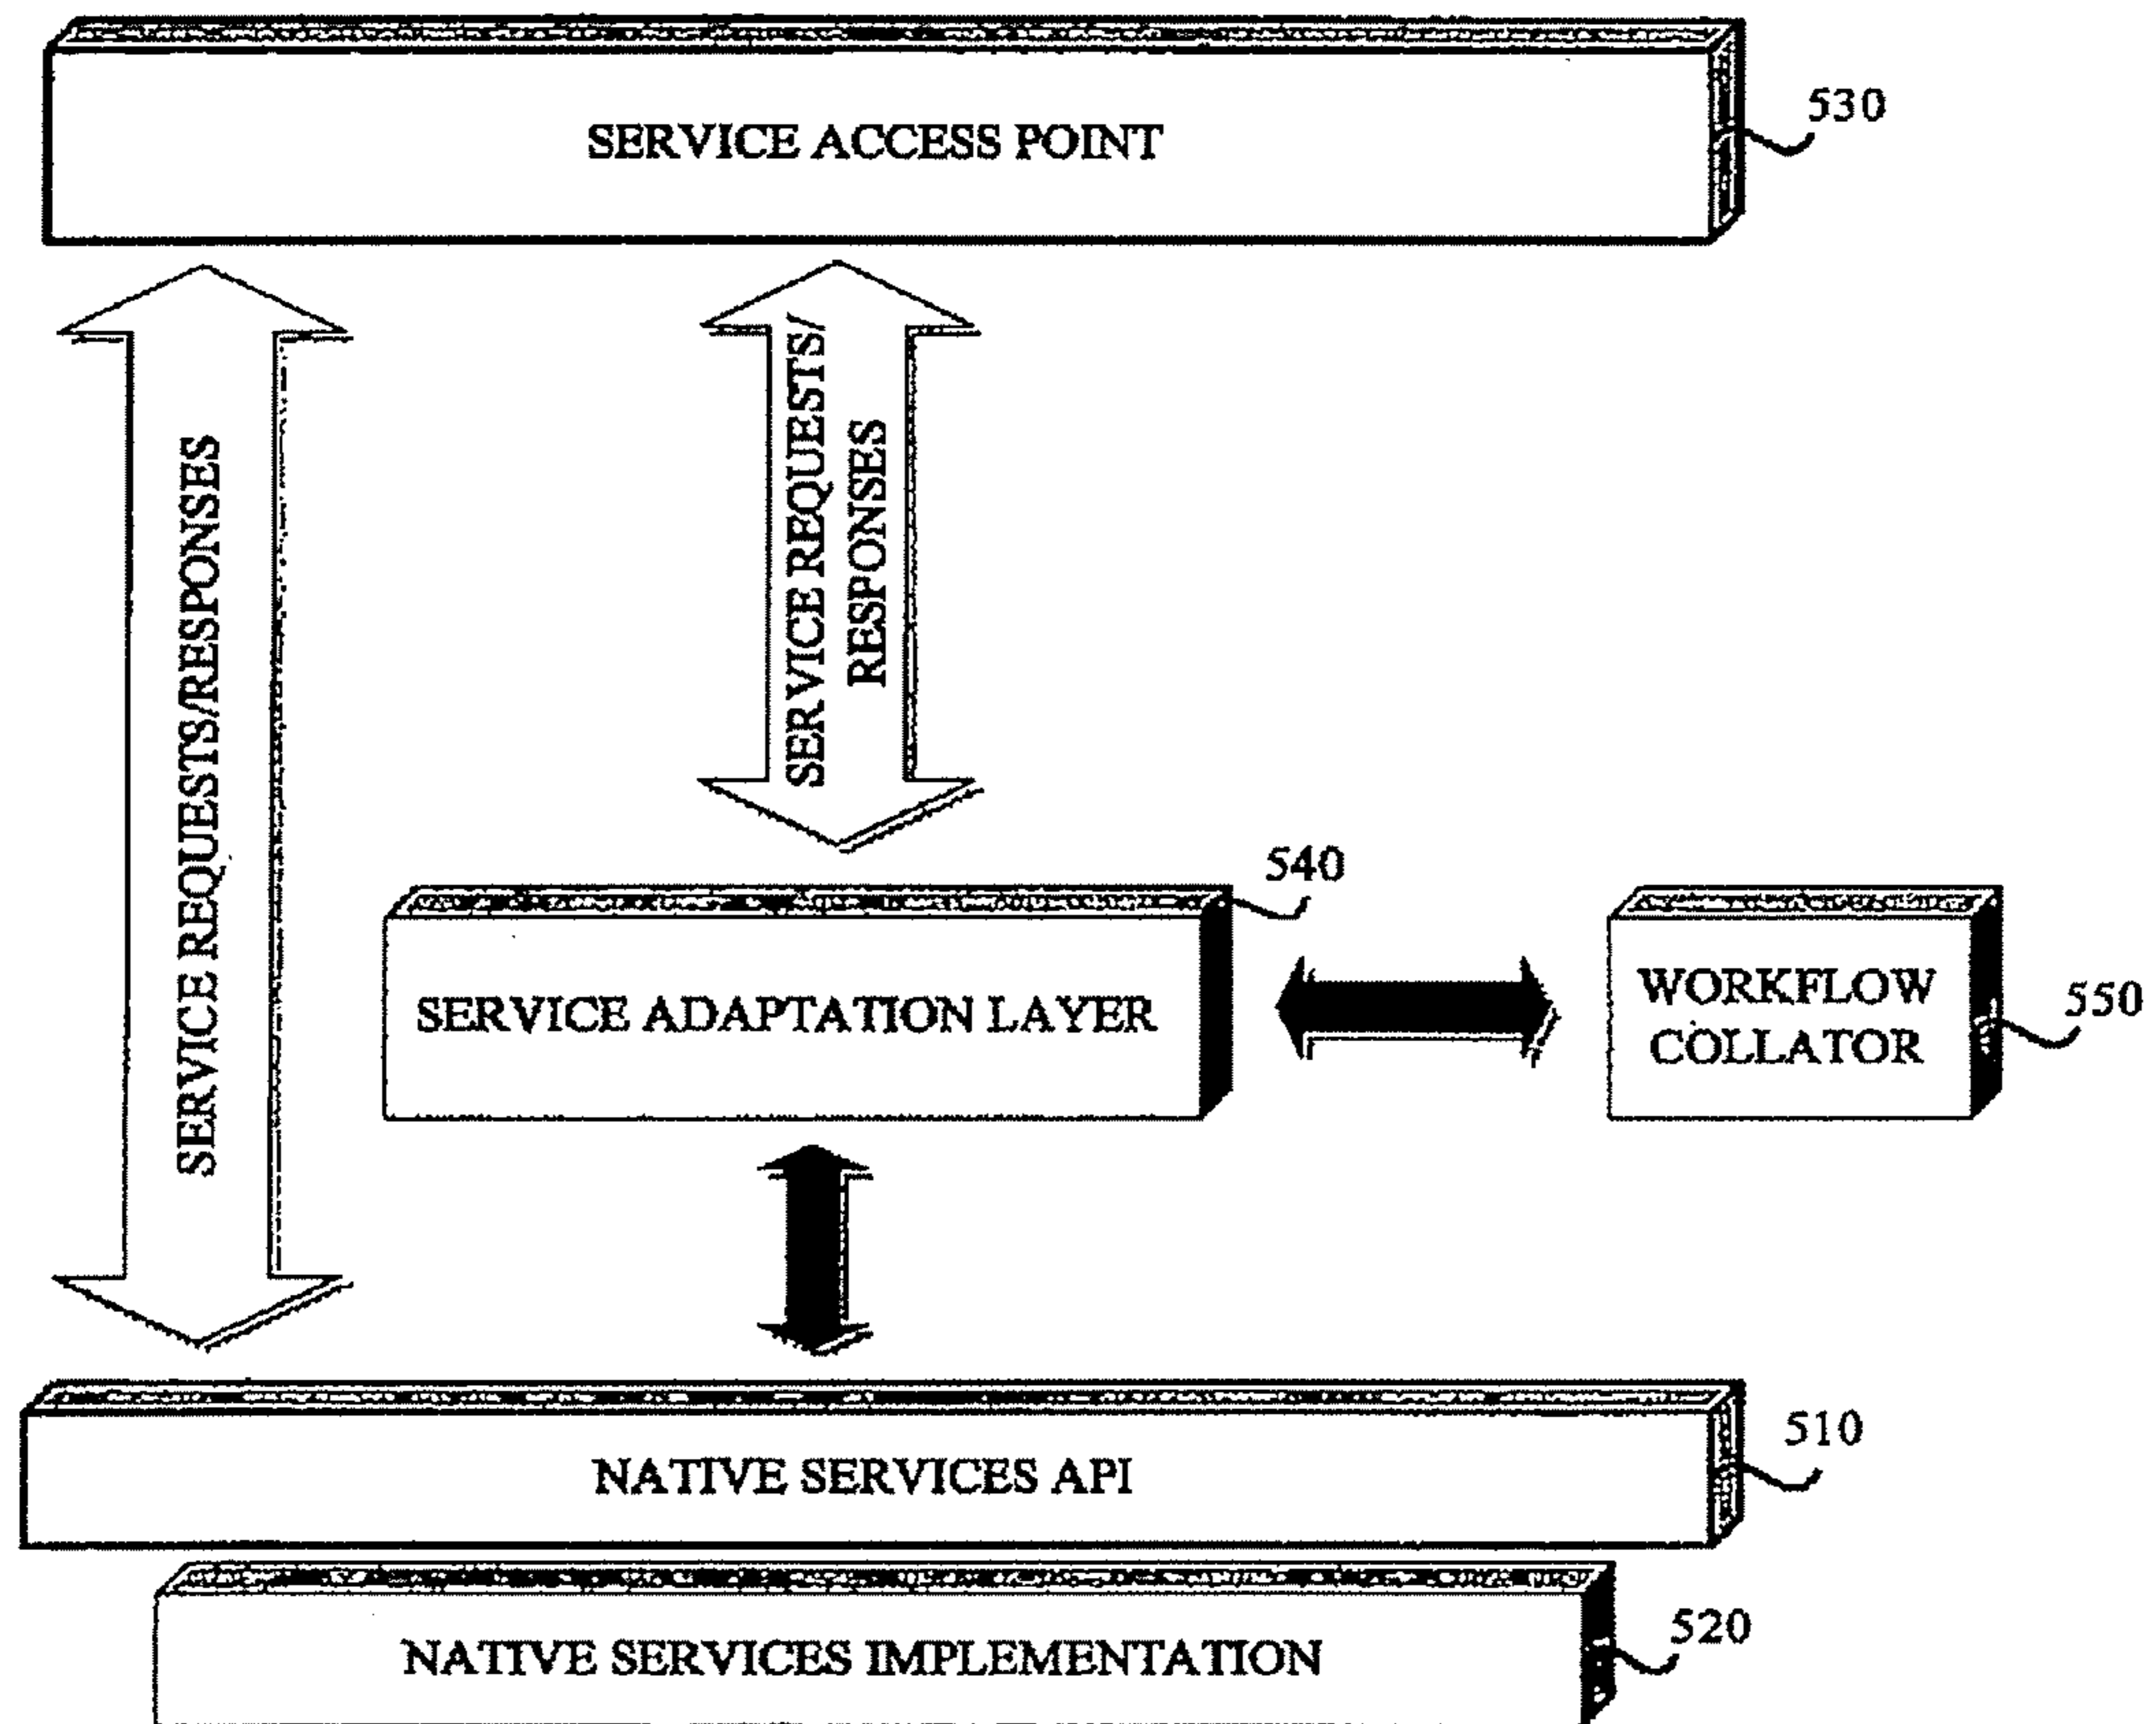 SERVICE ACCESS POINT
530
SERVICE REQUESTS/RESPONSES
SERVICE REQUESTS/
RESPONSES
540
SERVICE ADAPTATION LAYER
WORKFLOW
COLLATOR
550
NATIVE SERVICES API
510
NATIVE SERVICES IMPLEMENTATION
520